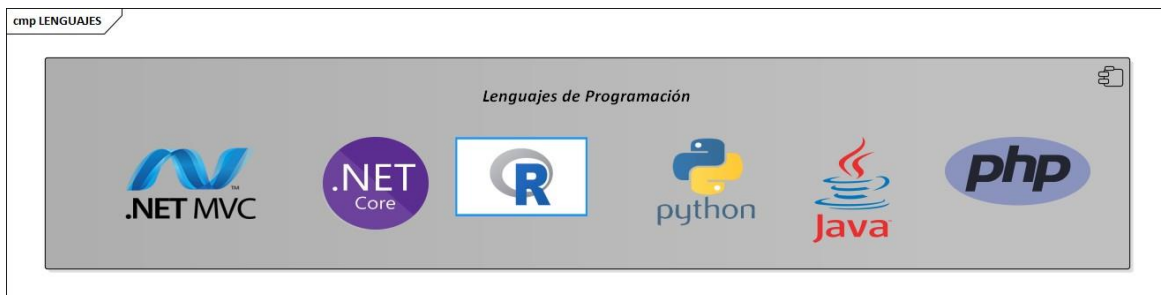 cmp LENGUAJES
Lenguajes de Programación
.NET MVC
.NET
Core
R
python
Java
php